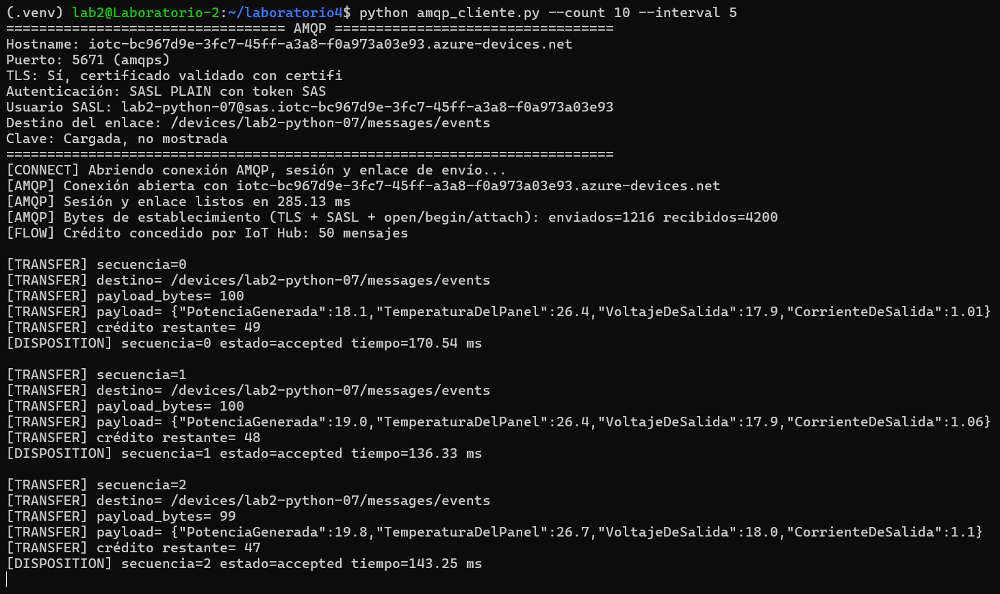 (.venv) lab2@Laboratorio-2:~/laboratorio4$ python amqp_cliente.py --count 10 --interval 5
================================== AMQP ==================================
Hostname: iotc-bc967d9e-3fc7-45ff-a3a8-f0a973a03e93.azure-devices.net
Puerto: 5671 (amqps)
TLS: Sí, certificado validado con certifi
Autenticación: SASL PLAIN con token SAS
Usuario SASL: lab2-python-07@sas.iotc-bc967d9e-3fc7-45ff-a3a8-f0a973a03e93
Destino del enlace: /devices/lab2-python-07/messages/events
Clave: Cargada, no mostrada
==========================================================================
[CONNECT] Abriendo conexión AMQP, sesión y enlace de envío...
[AMQP] Conexión abierta con iotc-bc967d9e-3fc7-45ff-a3a8-f0a973a03e93.azure-devices.net
[AMQP] Sesión y enlace listos en 285.13 ms
[AMQP] Bytes de establecimiento (TLS + SASL + open/begin/attach): enviados=1216 recibidos=4200
[FLOW] Crédito concedido por IoT Hub: 50 mensajes

[TRANSFER] secuencia=0
[TRANSFER] destino= /devices/lab2-python-07/messages/events
[TRANSFER] payload_bytes= 100
[TRANSFER] payload= {"PotenciaGenerada":18.1,"TemperaturaDelPanel":26.4,"VoltajeDeSalida":17.9,"CorrienteDeSalida":1.01}
[TRANSFER] crédito restante= 49
[DISPOSITION] secuencia=0 estado=accepted tiempo=170.54 ms

[TRANSFER] secuencia=1
[TRANSFER] destino= /devices/lab2-python-07/messages/events
[TRANSFER] payload_bytes= 100
[TRANSFER] payload= {"PotenciaGenerada":19.0,"TemperaturaDelPanel":26.4,"VoltajeDeSalida":17.9,"CorrienteDeSalida":1.06}
[TRANSFER] crédito restante= 48
[DISPOSITION] secuencia=1 estado=accepted tiempo=136.33 ms

[TRANSFER] secuencia=2
[TRANSFER] destino= /devices/lab2-python-07/messages/events
[TRANSFER] payload_bytes= 99
[TRANSFER] payload= {"PotenciaGenerada":19.8,"TemperaturaDelPanel":26.7,"VoltajeDeSalida":18.0,"CorrienteDeSalida":1.1}
[TRANSFER] crédito restante= 47
[DISPOSITION] secuencia=2 estado=accepted tiempo=143.25 ms